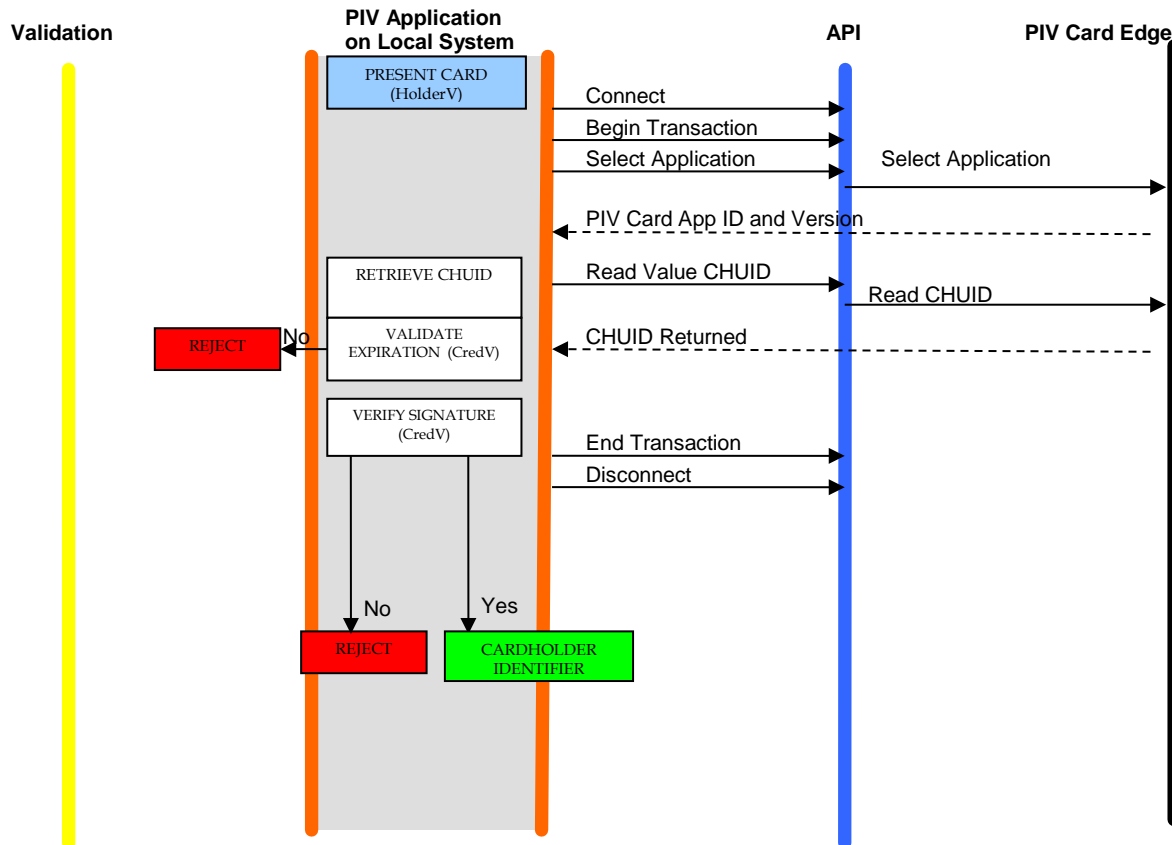 Validation
PIV Application
on Local System
API
PIV Card Edge
PRESENT CARD
(HolderV)
Connect
Begin Transaction
Select Application
Select Application
PIV Card App ID and Version
RETRIEVE CHUID
Read Value CHUID
Read CHUID
REJECT
No
VALIDATE
EXPIRATION (CredV)
CHUID Returned
VERIFY SIGNATURE
(CredV)
End Transaction
Disconnect
No
Yes
REJECT
CARDHOLDER
IDENTIFIER